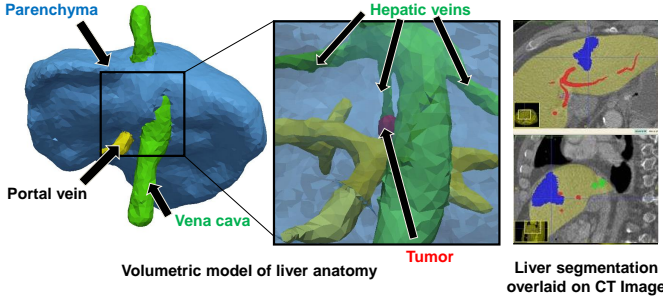 Parenchyma
Hepatic veins
Portal vein
Vena cava
Tumor
Volumetric model of liver anatomy
Liver segmentation
overlaid on CT Image